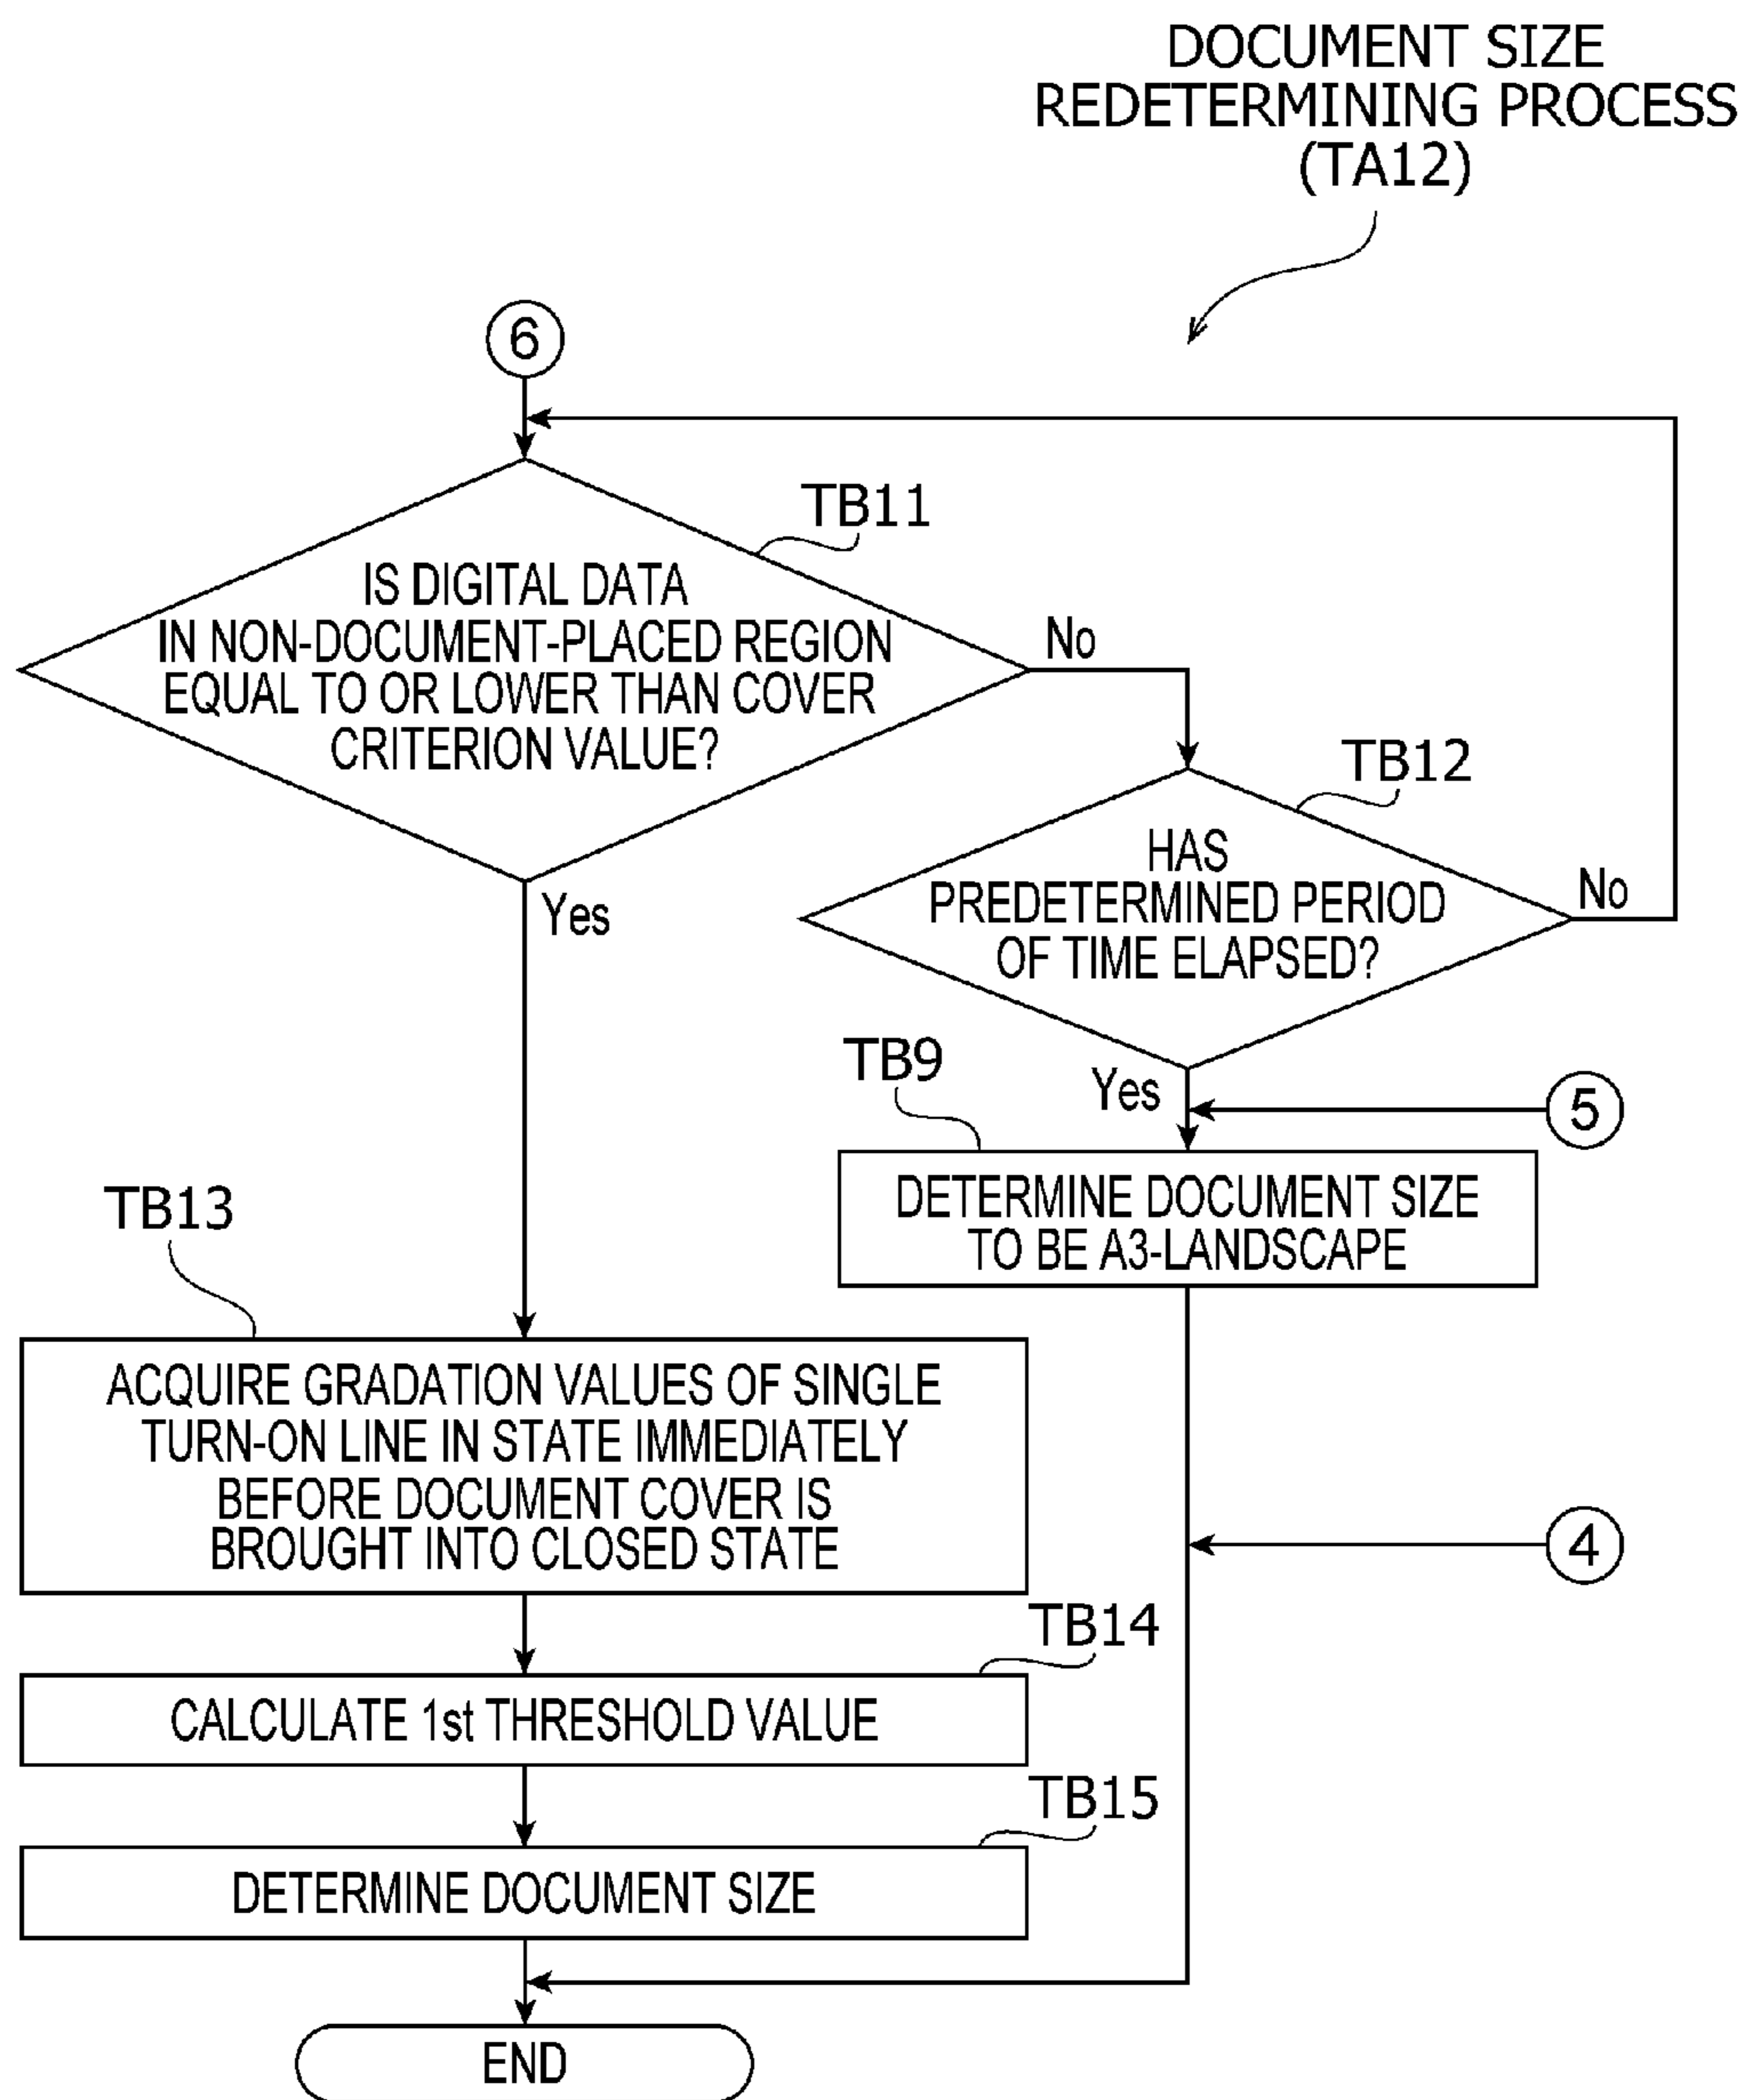 DOCUMENT SIZE
REDETERMINING PROCESS
(TA12)
6
TB11
IS DIGITAL DATA
IN NON-DOCUMENT-PLACED REGION
EQUAL TO OR LOWER THAN COVER
CRITERION VALUE?
No
Yes
TB12
HAS
PREDETERMINED PERIOD
OF TIME ELAPSED?
No
Yes
5
TB9
DETERMINE DOCUMENT SIZE
TO BE A3-LANDSCAPE
4
TB13
ACQUIRE GRADATION VALUES OF SINGLE
TURN-ON LINE IN STATE IMMEDIATELY
BEFORE DOCUMENT COVER IS
BROUGHT INTO CLOSED STATE
TB14
CALCULATE 1st THRESHOLD VALUE
TB15
DETERMINE DOCUMENT SIZE
END